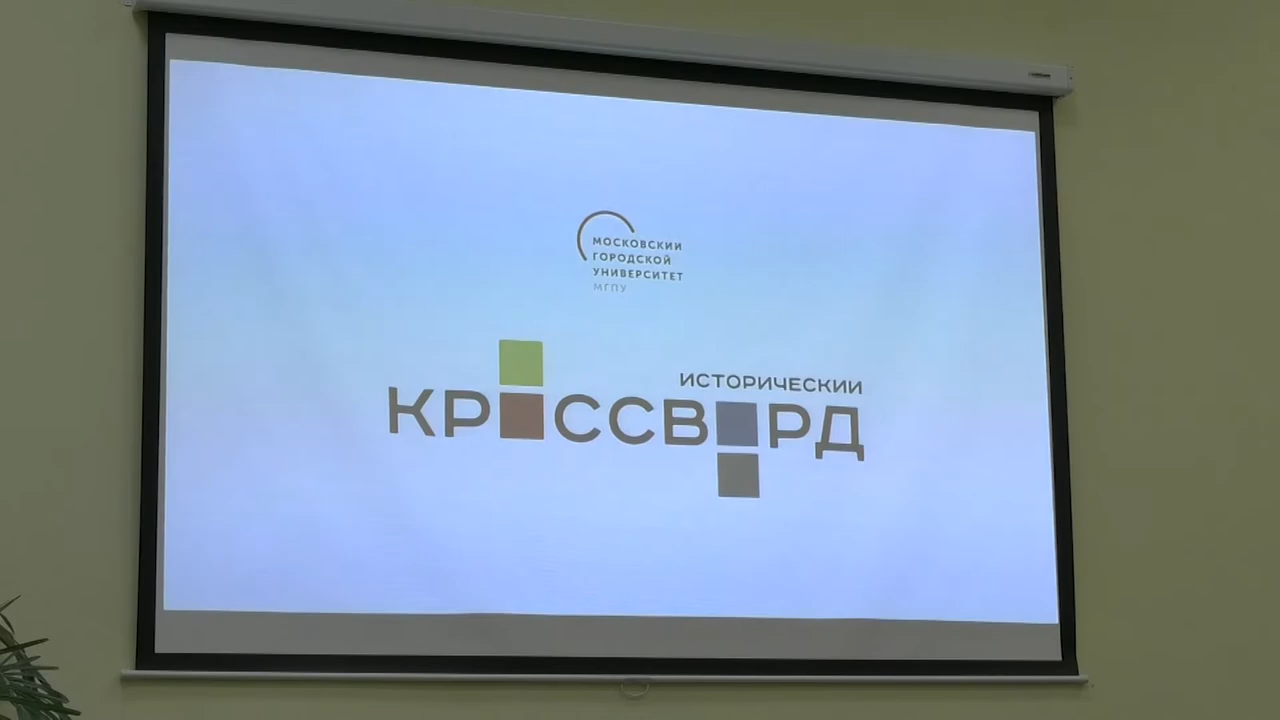 МОСКОВСКИЙ
ГОРОДСКОЙ
УНИВЕРСИТЕТ
МГПУ
ИСТОРИЧЕСКИЙ
КР ССВ РД